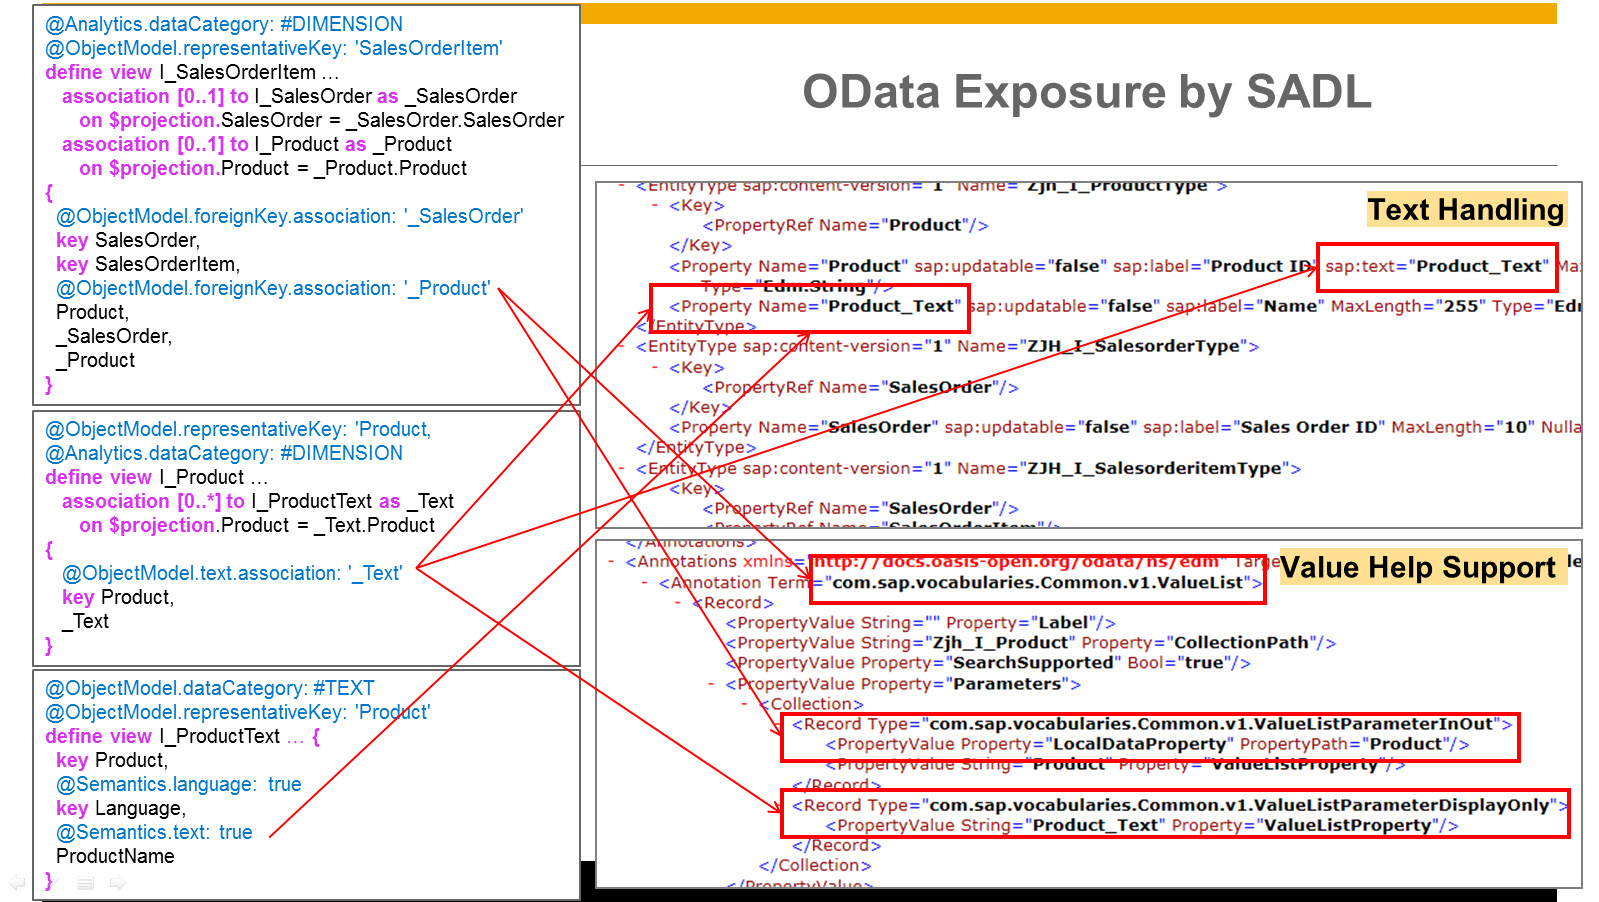 @Analytics.dataCategory: #DIMENSION
@ObjectModel.representativeKey: 'SalesOrderItem'
define view I_SalesOrderItem ...
association [0..1] to I_SalesOrder as _SalesOrder
on $projection.SalesOrder = _SalesOrder.SalesOrder
association [0..1] to I_Product as _Product
on $projection.Product = _Product.Product
{
@ObjectModel.foreignKey.association: '_SalesOrder'
key SalesOrder,
key SalesOrderItem,
@ObjectModel.foreignKey.association: '_Product'
Product,
_SalesOrder,
_Product
}
@ObjectModel.representativeKey: 'Product,
@Analytics.dataCategory: #DIMENSION
define view I_Product ...
association [0..*] to I_ProductText as _Text
on $projection.Product = _Text.Product
{
@ObjectModel.text.association: '_Text'
key Product,
_Text
}
@ObjectModel.dataCategory: #TEXT
@ObjectModel.representativeKey: 'Product'
define view I_ProductText ... {
key Product,
@Semantics.language: true
key Language,
@Semantics.text: true
ProductName
}
OData Exposure by SADL
Text Handling
- <EntityType sap:content-version="1" Name="Zjh_I_ProductType">
- <Key>
<PropertyRef Name="Product"/>
</Key>
<Property Name="Product" sap:updatable="false" sap:label="Product ID" sap:text="Product_Text" Ma
Type="Edm.String"/>
<Property Name="Product_Text" sap:updatable="false" sap:label="Name" MaxLength="255" Type="Edn
</EntityType>
- <EntityType sap:content-version="1" Name="ZJH_I_SalesorderType">
- <Key>
<PropertyRef Name="SalesOrder"/>
</Key>
<Property Name="SalesOrder" sap:updatable="false" sap:label="Sales Order ID" MaxLength="10" Nulla
</EntityType>
- <EntityType sap:content-version="1" Name="ZJH_I_SalesorderitemType">
- <Key>
<PropertyRef Name="SalesOrder"/>
<PropertyRef Name="SalesOrderItem"/>
Value Help Support
</Annotations>
- <Annotations xmlns="http://docs.oasis-open.org/odata/ns/edm" Targe
- <Annotation Term="com.sap.vocabularies.Common.v1.ValueList">
- <Record>
<PropertyValue String="" Property="Label"/>
<PropertyValue String="Zjh_I_Product" Property="CollectionPath"/>
<PropertyValue Property="SearchSupported" Bool="true"/>
- <PropertyValue Property="Parameters">
- <Collection>
- <Record Type="com.sap.vocabularies.Common.v1.ValueListParameterInOut">
<PropertyValue Property="LocalDataProperty" PropertyPath="Product"/>
<PropertyValue String="Product" Property="ValueListProperty"/>
</Record>
<Record Type="com.sap.vocabularies.Common.v1.ValueListParameterDisplayOnly">
<PropertyValue String="Product_Text" Property="ValueListProperty"/>
</Record>
</Collection>
</PropertyValue>